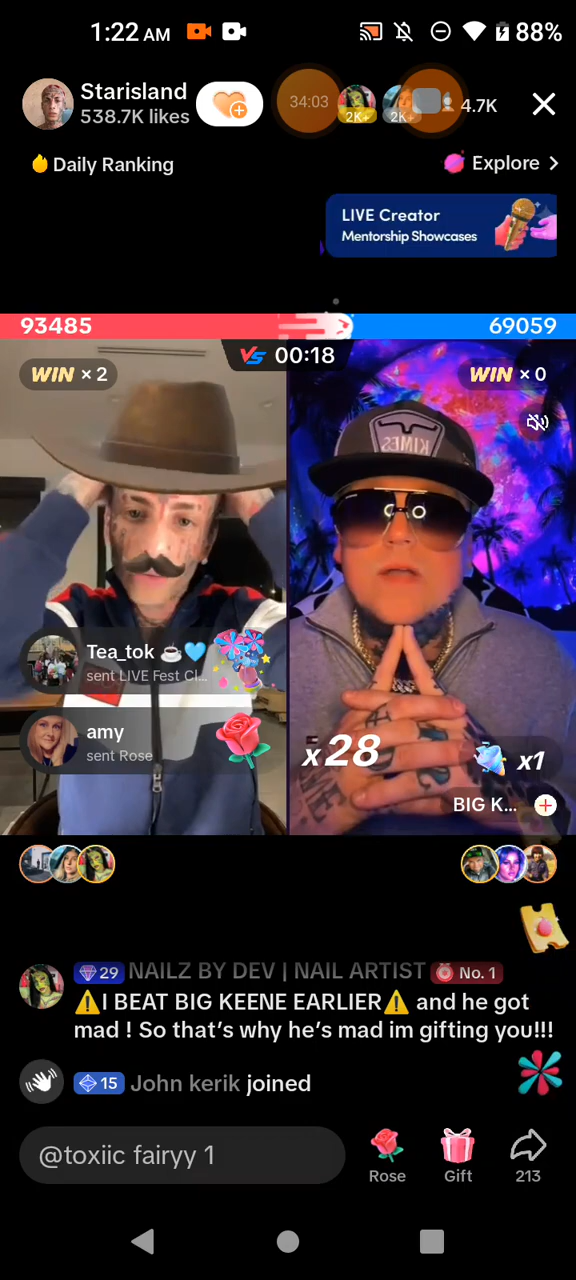 1:22 AM
88%
Starisland
538.7K likes
34:03
2K+
2K+
4.7K
Daily Ranking
Explore >
LIVE Creator
Mentorship Showcases
93485
69059
VS 00:18
WIN × 2
WIN × 0
KIMES
Tea_tok ☕🩵
sent LIVE Fest Cl...
amy
sent Rose
x28
x1
BIG K...
29 NAILZ BY DEV | NAIL ARTIST No. 1
⚠️I BEAT BIG KEENE EARLIER⚠️ and he got
mad ! So that’s why he’s mad im gifting you!!!
15 John kerik joined
@toxiic fairyy 1
Rose
Gift
213